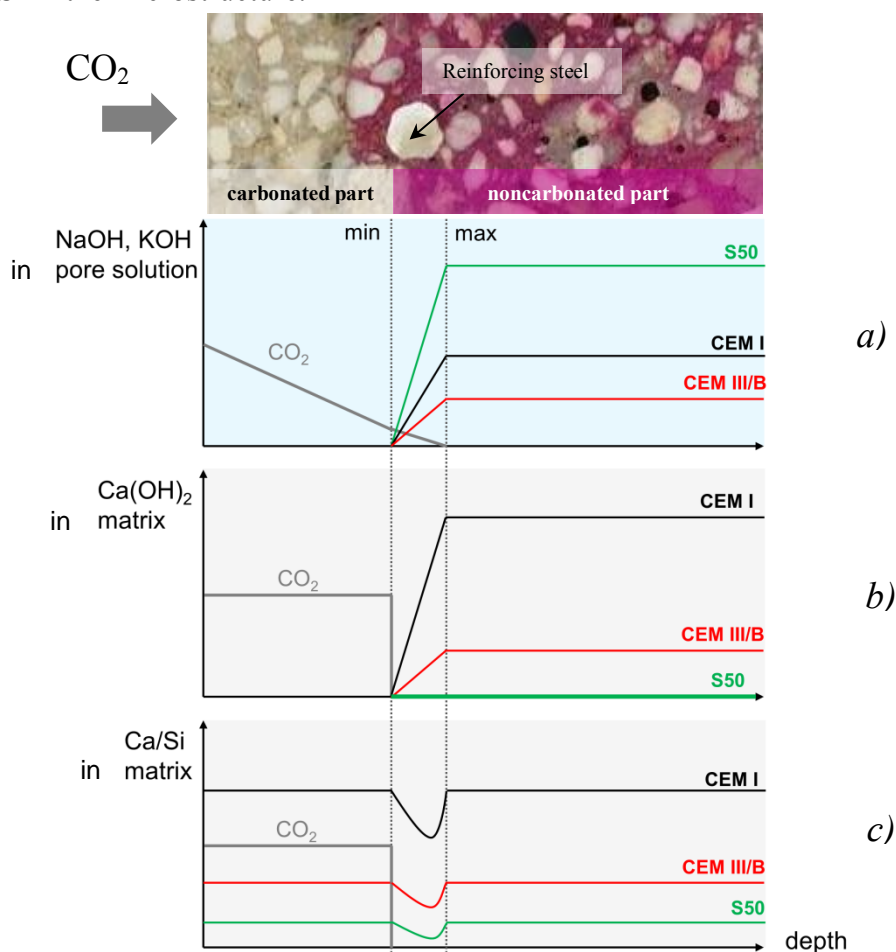 CO2
Reinforcing steel
carbonated part
noncarbonated part
NaOH, KOH
in pore solution
min
max
S50
CO2
CEM I
CEM III/B
a)
Ca(OH)2
in matrix
CEM I
CO2
CEM III/B
S50
b)
Ca/Si
in matrix
CEM I
CO2
CEM III/B
S50
c)
depth